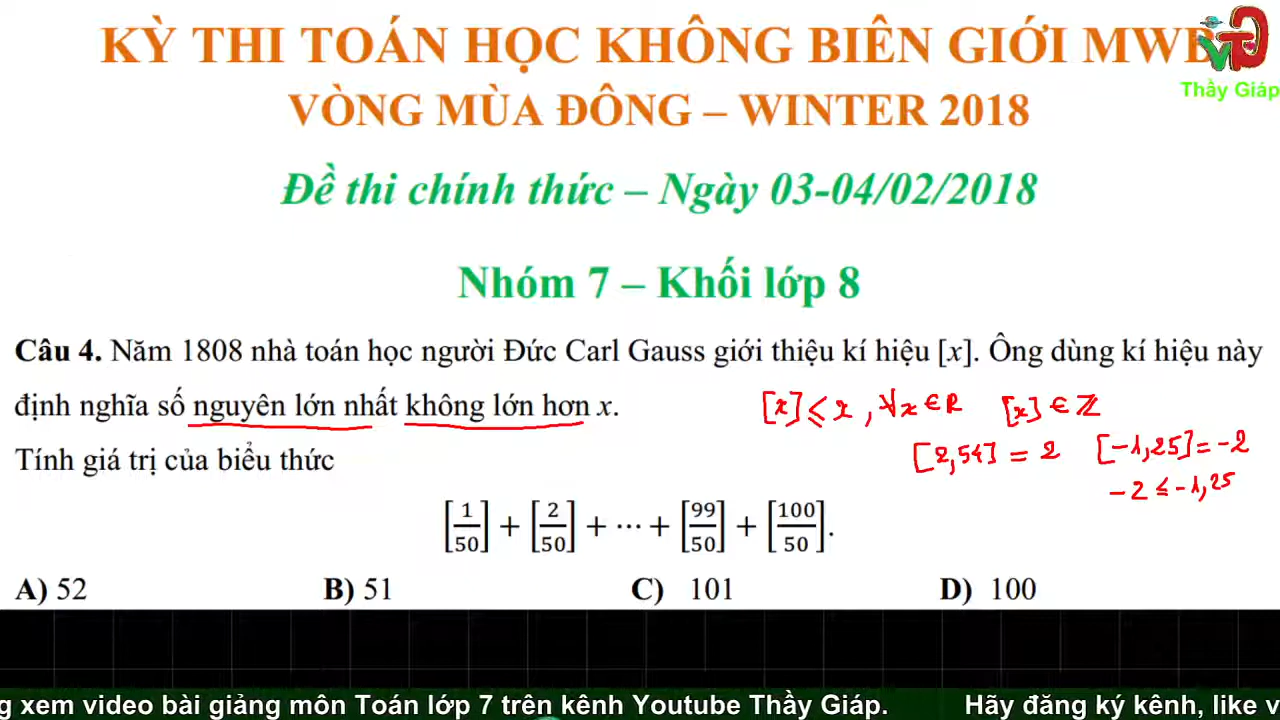 KỲ THI TOÁN HỌC KHÔNG BIÊN GIỚI MWB
VÒNG MÙA ĐÔNG – WINTER 2018
Thầy Giáp
Đề thi chính thức – Ngày 03-04/02/2018
Nhóm 7 – Khối lớp 8
Câu 4. Năm 1808 nhà toán học người Đức Carl Gauss giới thiệu kí hiệu [x]. Ông dùng kí hiệu này
định nghĩa số nguyên lớn nhất không lớn hơn x.
[x] ≤ x , ∀x ∈ R [x] ∈ ℤ
Tính giá trị của biểu thức
[2,54] = 2 [-1,25] = -2
-2 ≤ -1,25
[1/50] + [2/50] + ⋯ + [99/50] + [100/50].
A) 52 B) 51 C) 101 D) 100
g xem video bài giảng môn Toán lớp 7 trên kênh Youtube Thầy Giáp. Hãy đăng ký kênh, like v